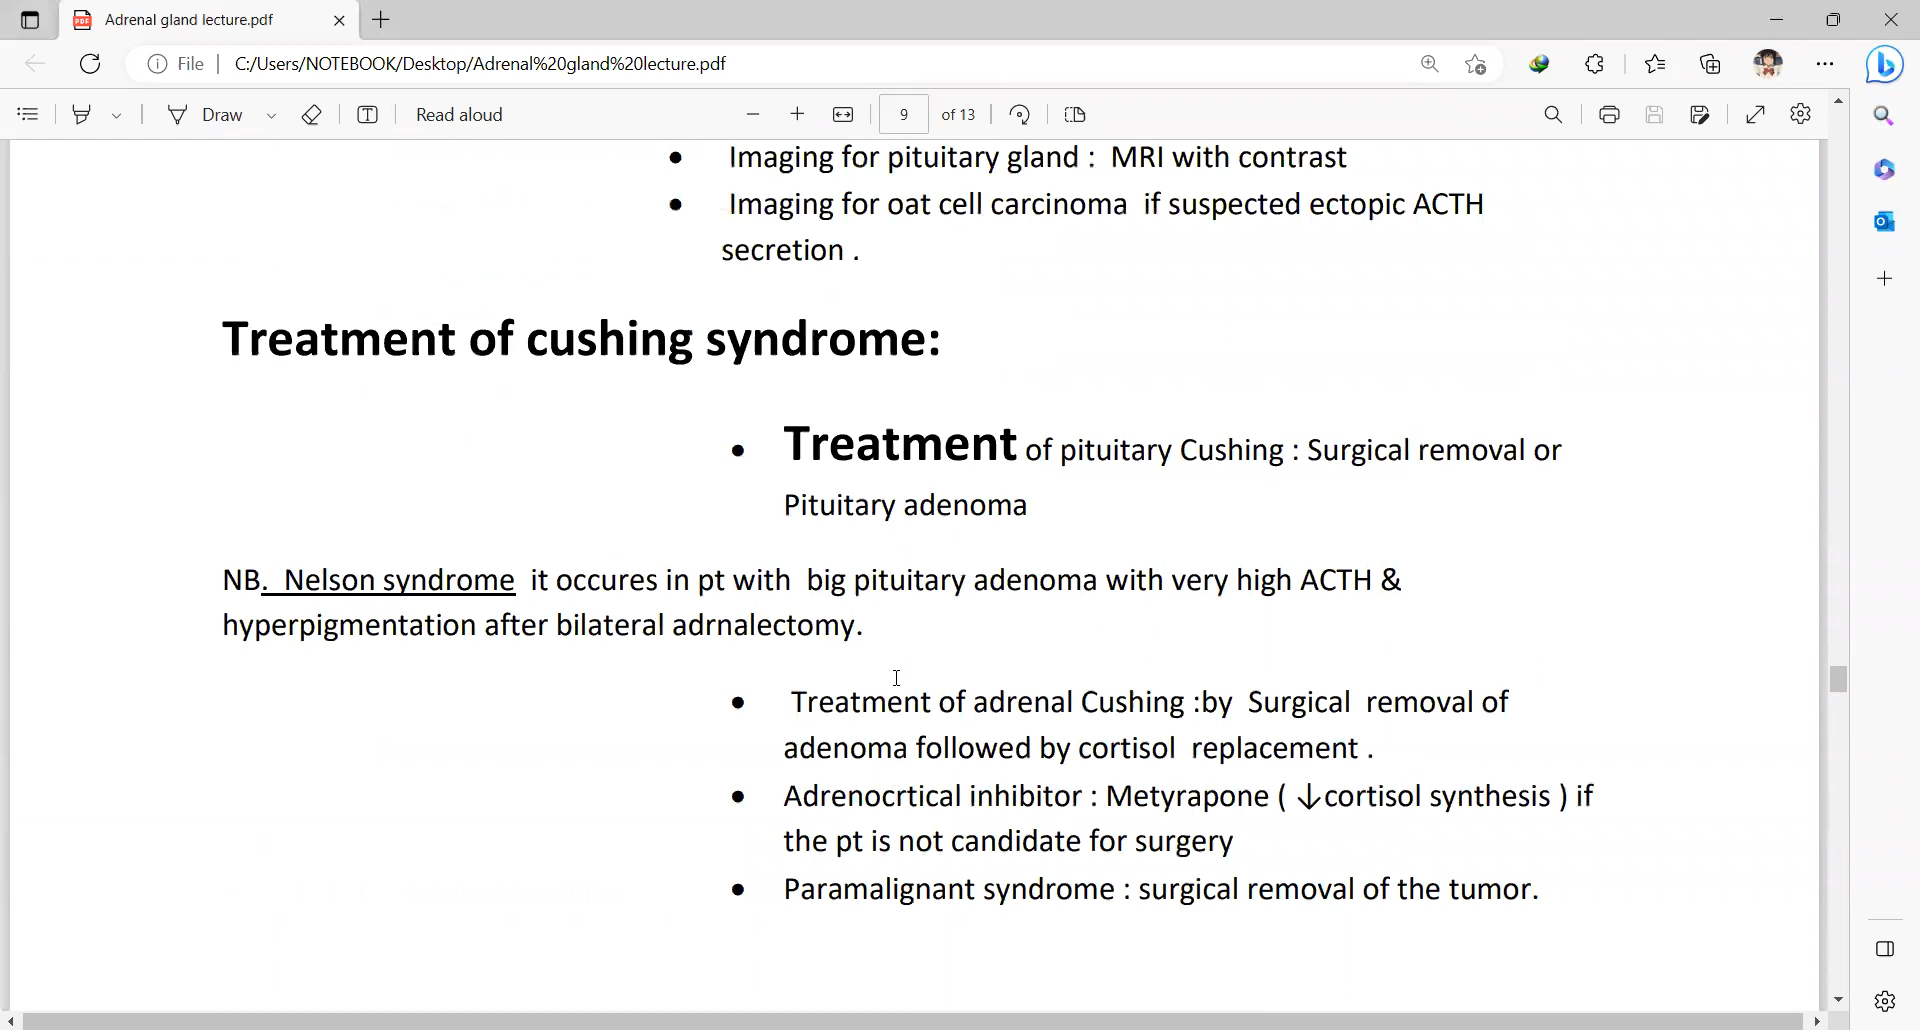 Adrenal gland lecture.pdf
File
C:/Users/NOTEBOOK/Desktop/Adrenal%20gland%20lecture.pdf
Draw
Read aloud
9 of 13
• Imaging for pituitary gland : MRI with contrast
• Imaging for oat cell carcinoma if suspected ectopic ACTH
secretion .
Treatment of cushing syndrome:
• Treatment of pituitary Cushing : Surgical removal or
Pituitary adenoma
NB. Nelson syndrome it occures in pt with big pituitary adenoma with very high ACTH &
hyperpigmentation after bilateral adrnalectomy.
• Treatment of adrenal Cushing :by Surgical removal of
adenoma followed by cortisol replacement .
• Adrenocrtical inhibitor : Metyrapone ( ↓cortisol synthesis ) if
the pt is not candidate for surgery
• Paramalignant syndrome : surgical removal of the tumor.